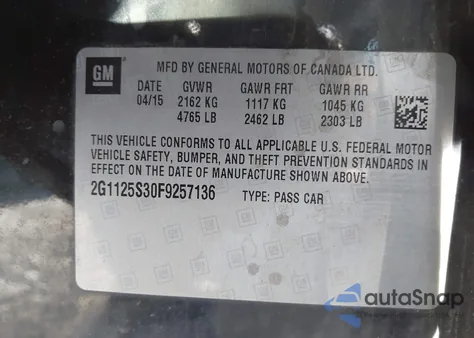 GM
MFD BY GENERAL MOTORS OF CANADA LTD.
DATE GVWR GAWR FRT GAWR RR
04/15 2162 KG 1117 KG 1045 KG
4765 LB 2462 LB 2303 LB
THIS VEHICLE CONFORMS TO ALL APPLICABLE U.S. FEDERAL MOTOR
VEHICLE SAFETY, BUMPER, AND THEFT PREVENTION STANDARDS IN
EFFECT ON THE DATE OF MANUFACTURE SHOWN ABOVE.
2G1125S30F9257136 TYPE: PASS CAR
autoSnap